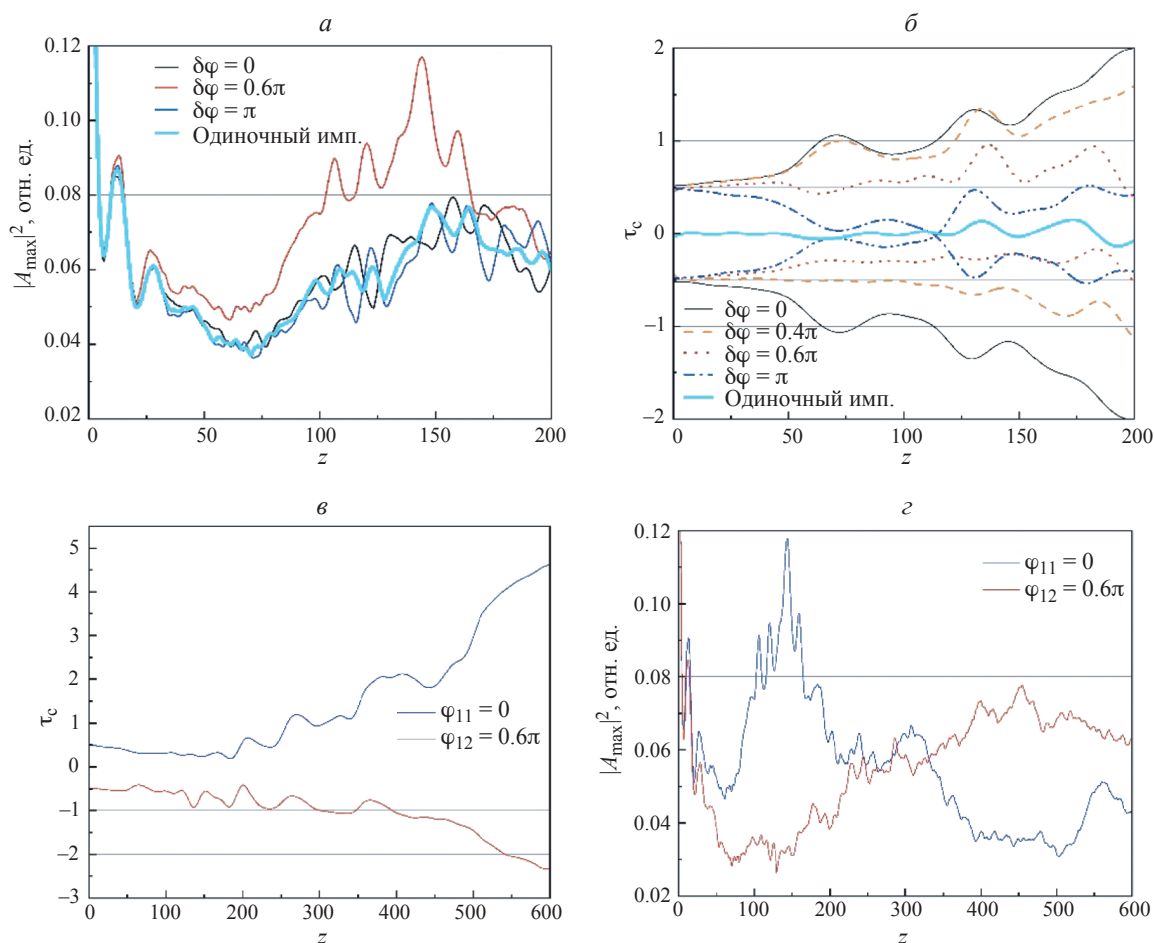 а
0.12
0.10
0.08
0.06
0.04
0.02
|A_max|², отн. ед.
δφ = 0
δφ = 0.6π
δφ = π
Одиночный имп.
0 50 100 150 200
z
б
2
1
0
−1
−2
τ_c
δφ = 0
δφ = 0.4π
δφ = 0.6π
δφ = π
Одиночный имп.
0 50 100 150 200
z
в
5
4
3
2
1
0
−1
−2
−3
τ_c
φ₁₁ = 0
φ₁₂ = 0.6π
0 100 200 300 400 500 600
z
г
0.12
0.10
0.08
0.06
0.04
0.02
|A_max|², отн. ед.
φ₁₁ = 0
φ₁₂ = 0.6π
0 100 200 300 400 500 600
z